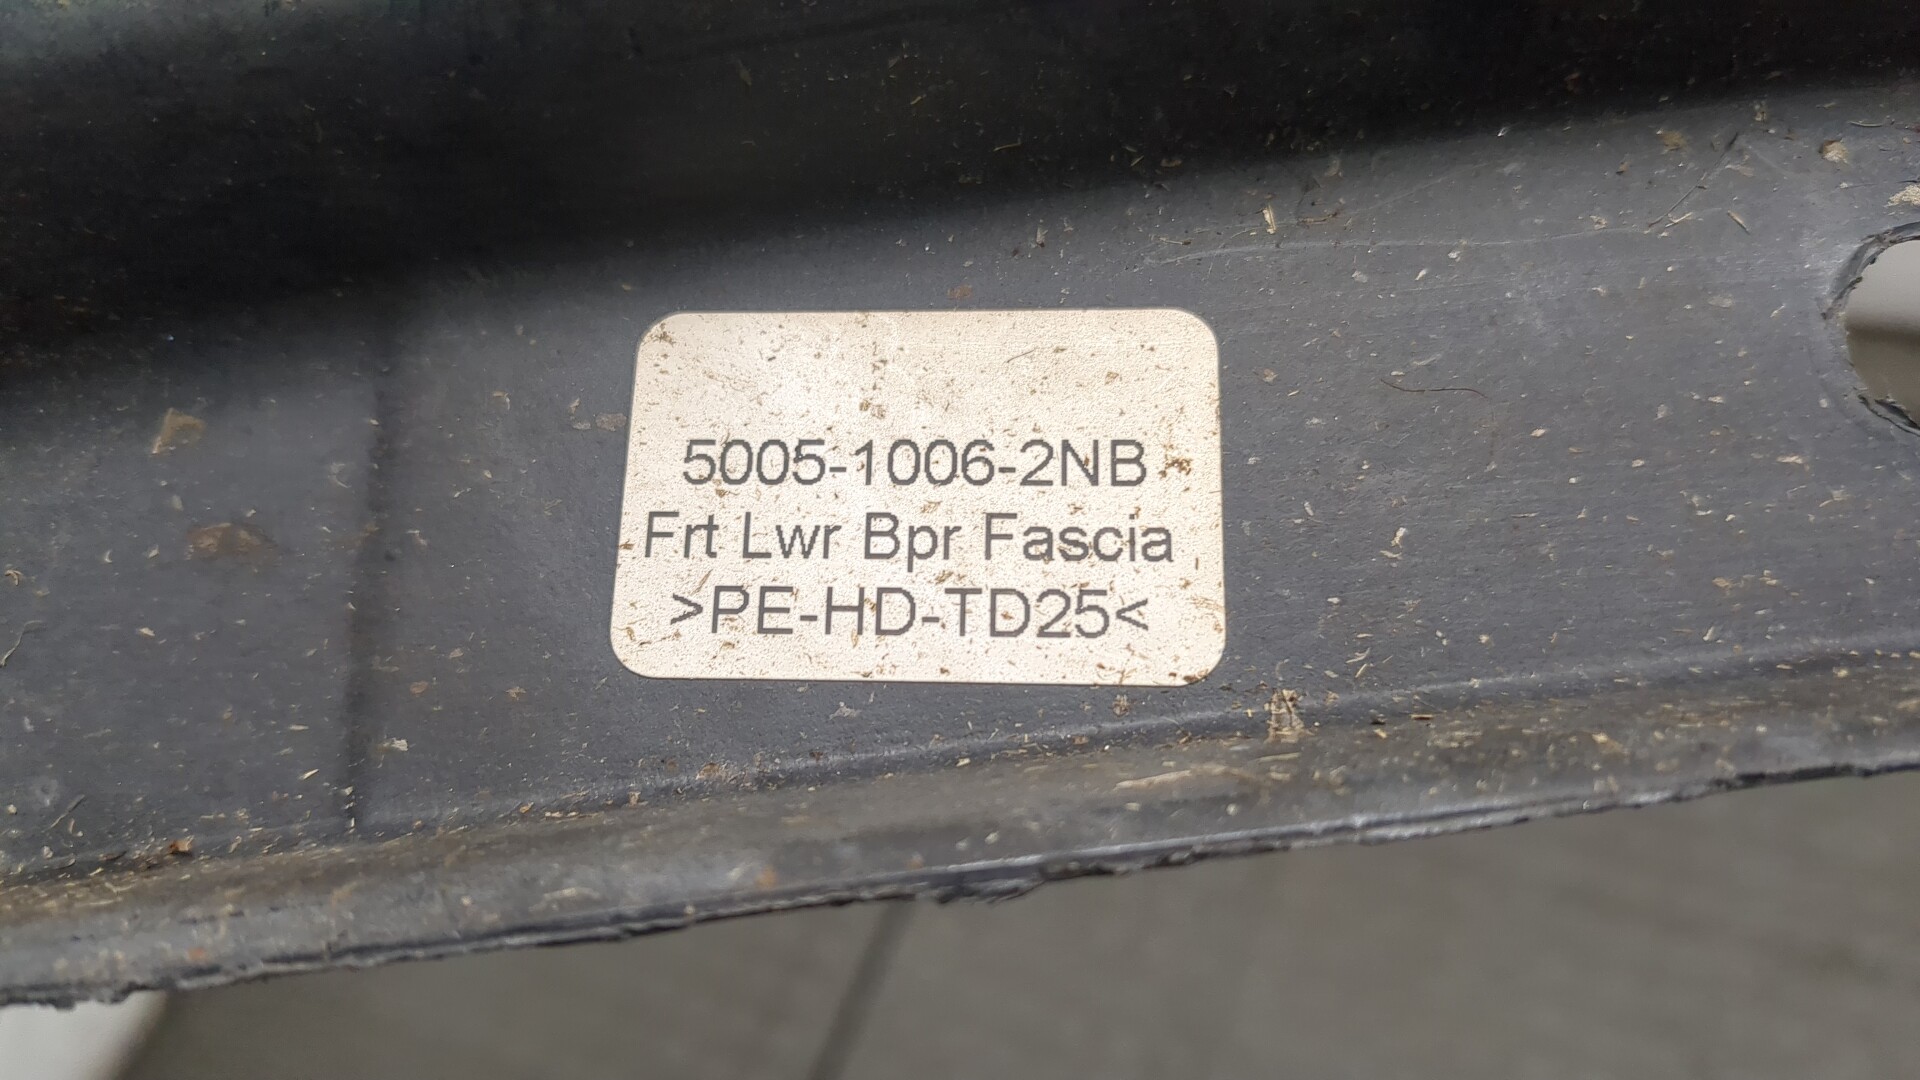 5005-1006-2NB
Frt Lwr Bpr Fascia
>PE-HD-TD25<